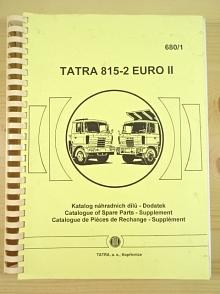 680/1
TATRA 815-2 EURO II
Katalog náhradních dílů - Dodatek
Catalogue of Spare Parts - Supplement
Catalogue de Pièces de Rechange - Supplément
TATRA, a. s., Kopřivnice